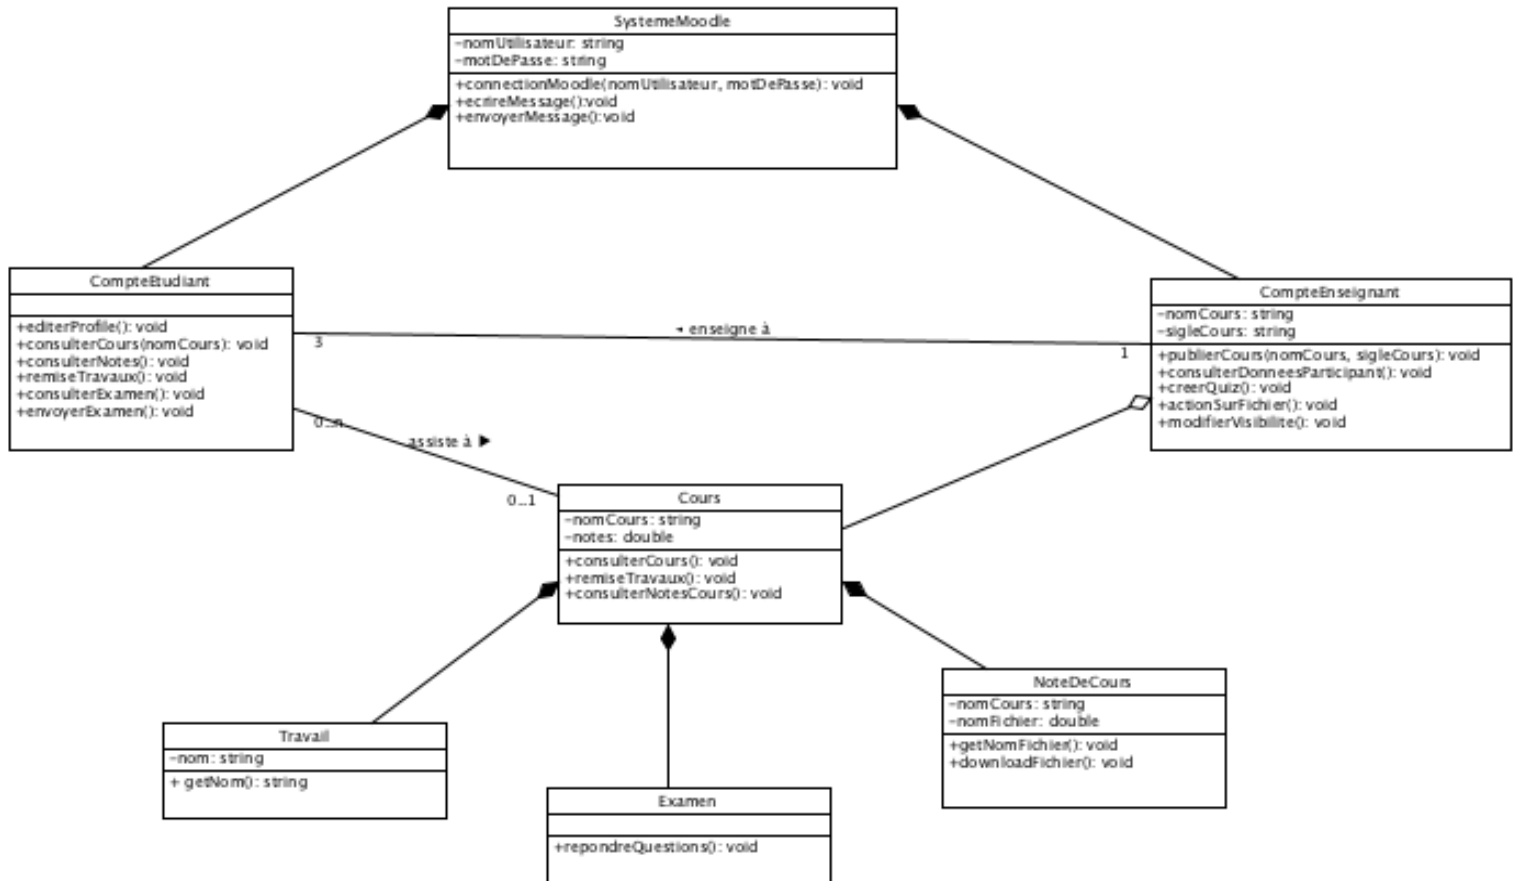 SystemeMoodle
-nomUtilisateur: string
-motDePasse: string
+connectionMoodle(nomUtilisateur, motDePasse): void
+ecrireMessage():void
+envoyerMessage():void
CompteEtudiant
+editerProfile(): void
+consulterCours(nomCours): void
+consulterNotes(): void
+remiseTravaux(): void
+consulterExamen(): void
+envoyerExamen(): void
enseigne à
3
1
CompteEnseignant
-nomCours: string
-sigleCours: string
+publierCours(nomCours, sigleCours): void
+consulterDonneesParticipant(): void
+creerQuiz(): void
+actionSurFichier(): void
+modifierVisibilite(): void
0...n
assiste à
0...1
Cours
-nomCours: string
-notes: double
+consulterCours(): void
+remiseTravaux(): void
+consulterNotesCours(): void
Travail
-nom: string
+ getNom(): string
Examen
+repondreQuestions(): void
NoteDeCours
-nomCours: string
-nomFichier: double
+getNomFichier(): void
+downloadFichier(): void